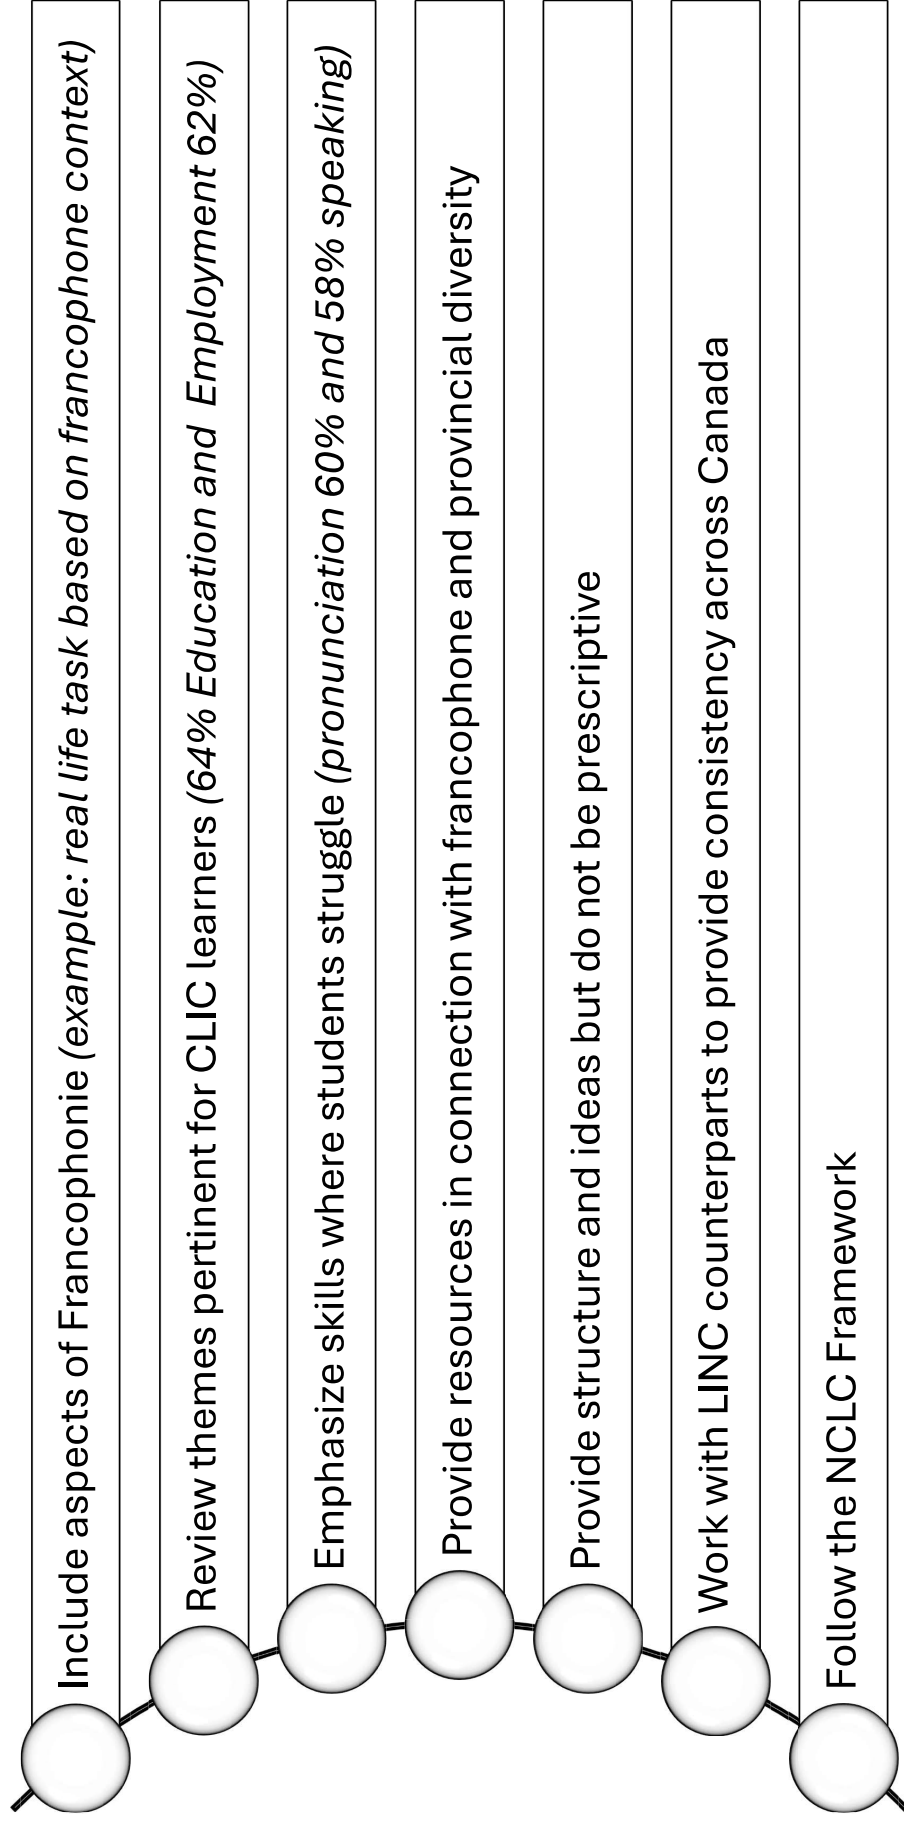 Include aspects of Francophonie (example: real life task based on francophone context)
Review themes pertinent for CLIC learners (64% Education and Employment 62%)
Emphasize skills where students struggle (pronunciation 60% and 58% speaking)
Provide resources in connection with francophone and provincial diversity
Provide structure and ideas but do not be prescriptive
Work with LINC counterparts to provide consistency across Canada
Follow the NCLC Framework